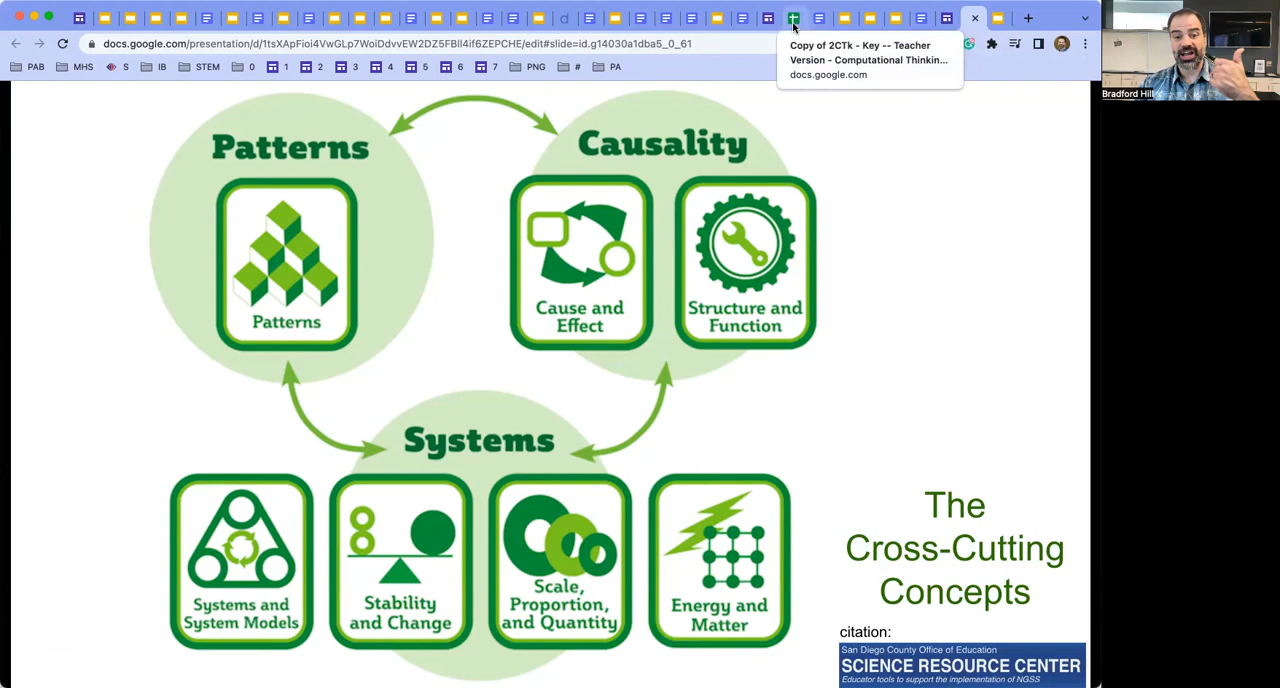 docs.google.com/presentation/d/1tsXApFioi4VwGLp7WoiDdvvEW2DZ5FBlI4if6ZEPCHE/edit#slide=id.g14030a1dba5_0_61
PAB
MHS
S
IB
STEM
0
1
2
3
4
5
6
7
PNG
#
PA
Copy of 2CTk - Key -- Teacher
Version - Computational Thinkin...
docs.google.com
Bradford Hill
Patterns
Causality
Patterns
Cause and
Effect
Structure and
Function
Systems
Systems and
System Models
Stability
and Change
Scale,
Proportion,
and Quantity
Energy and
Matter
The
Cross-Cutting
Concepts
citation:
San Diego County Office of Education
SCIENCE RESOURCE CENTER
Educator tools to support the implementation of NGSS